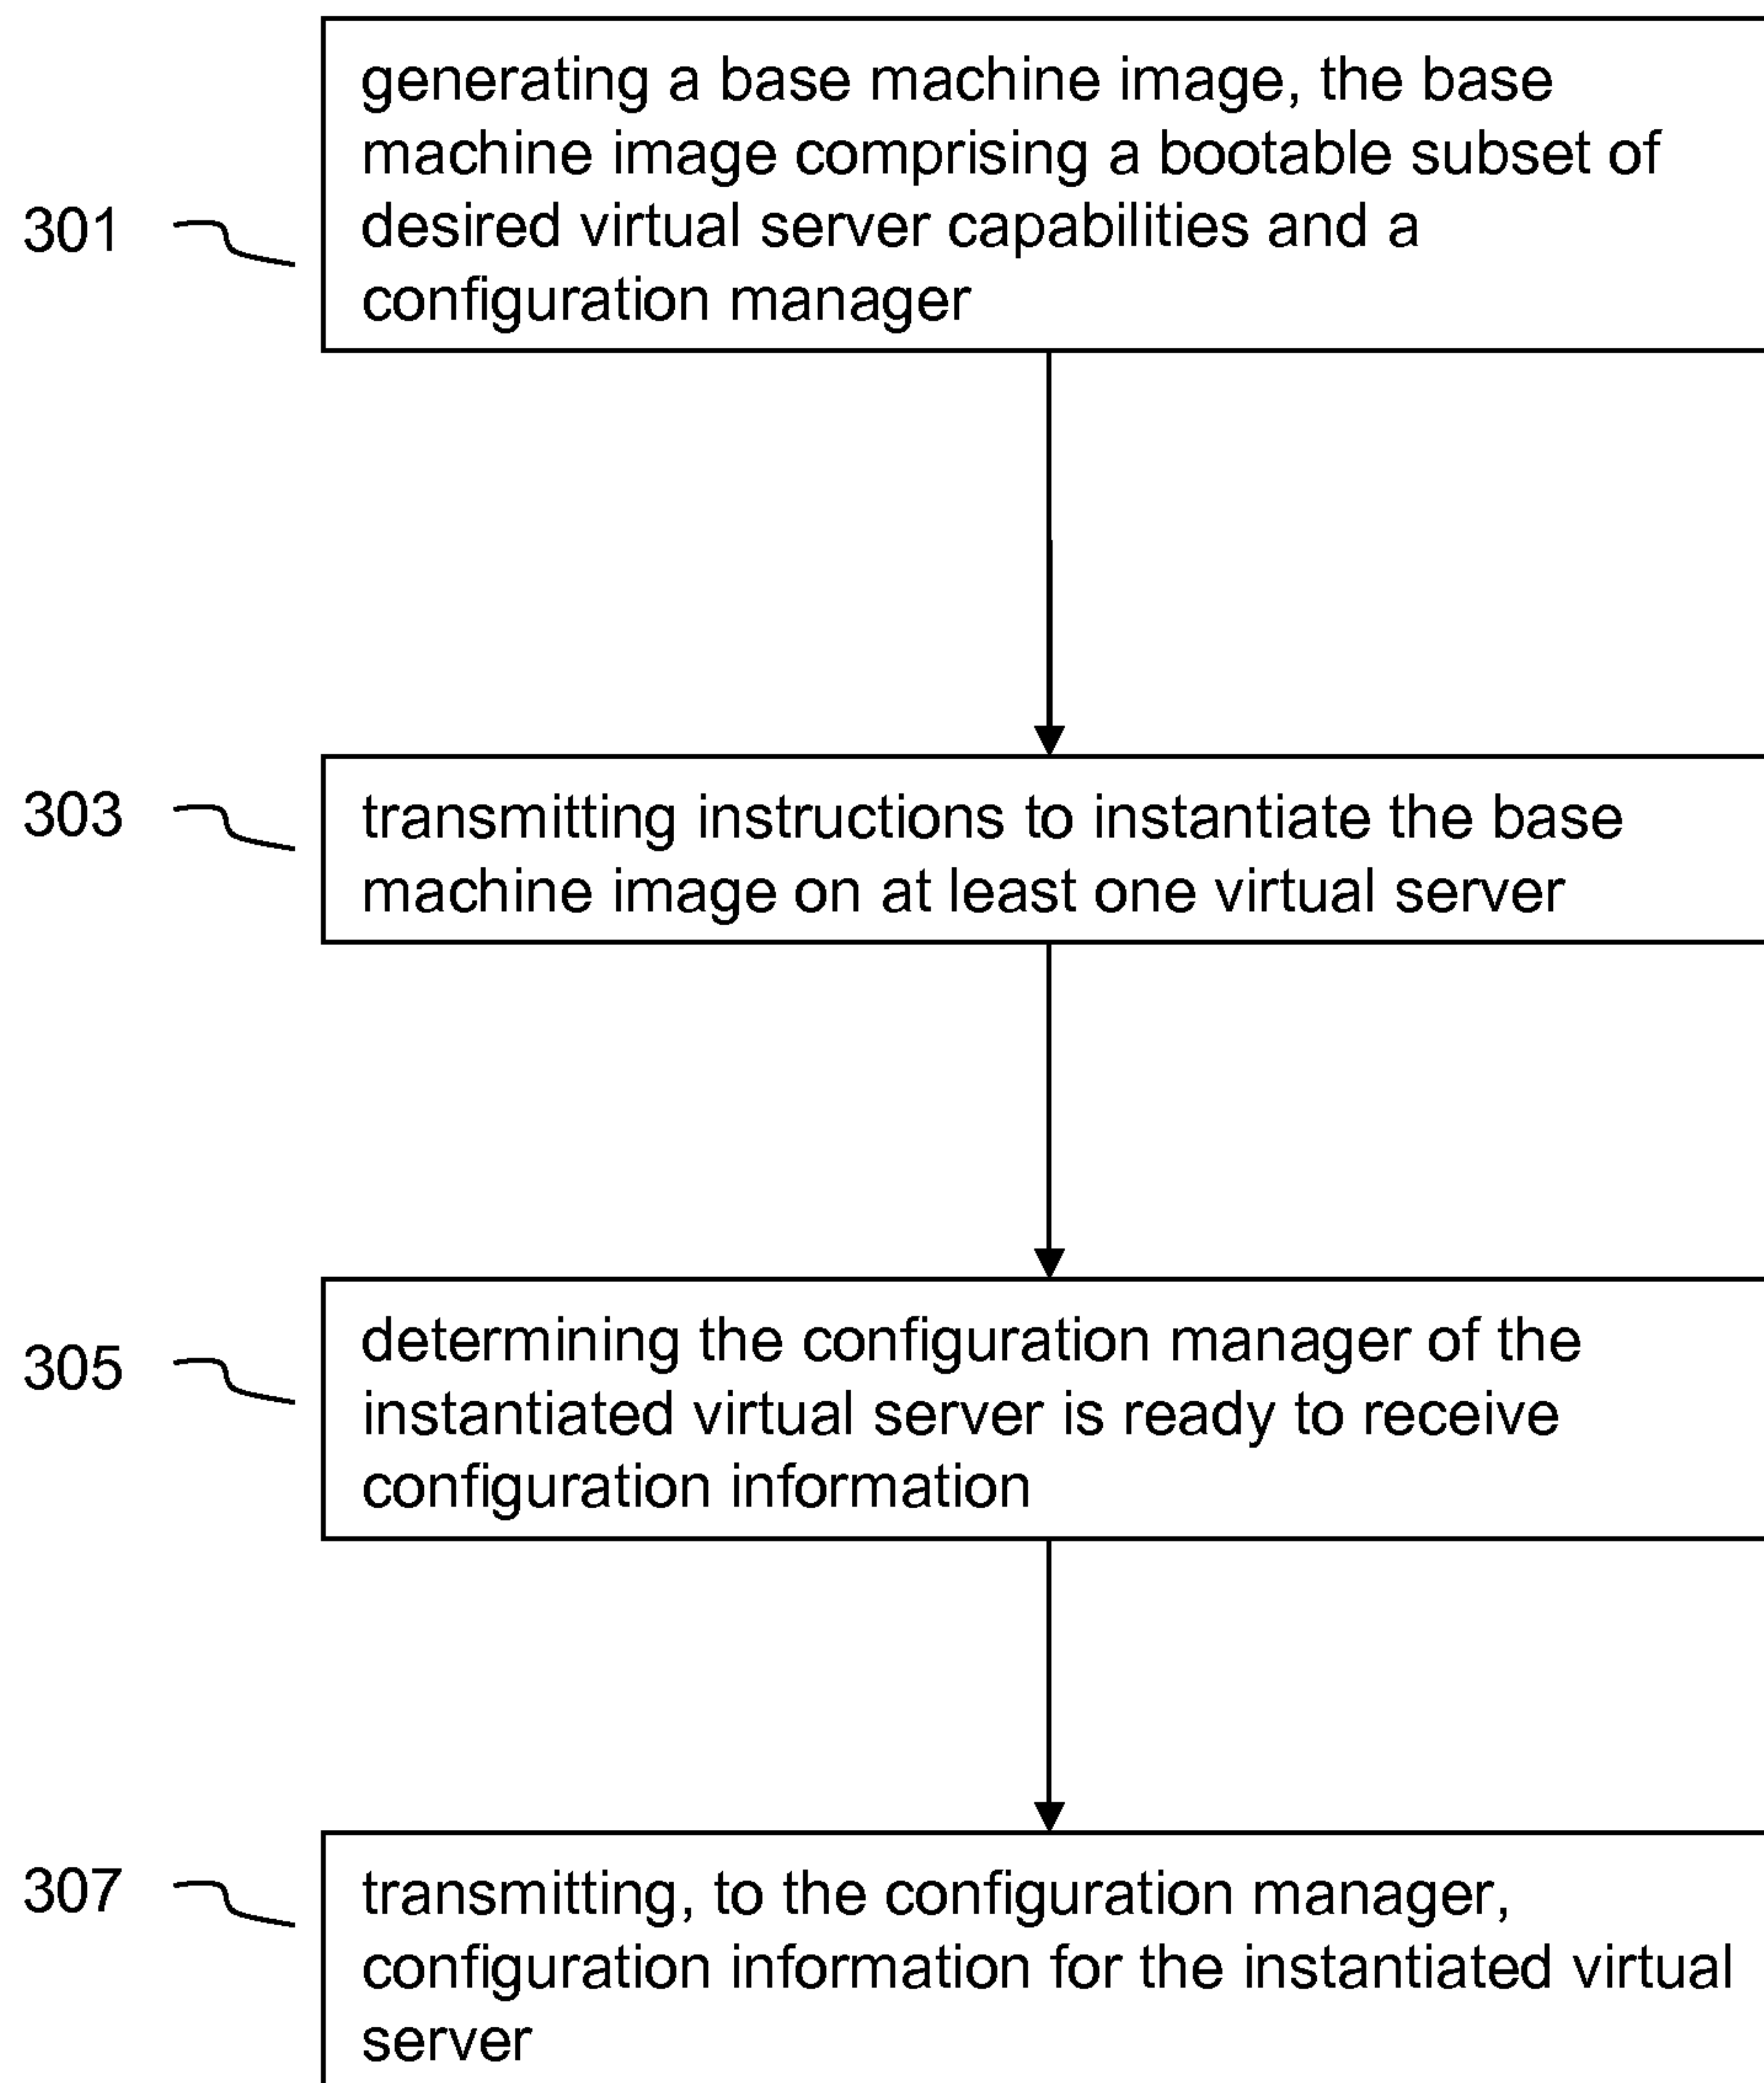 generating a base machine image, the base
machine image comprising a bootable subset of
301
desired virtual server capabilities and a
configuration manager
303
transmitting instructions to instantiate the base
machine image on at least one virtual server
305
determining the configuration manager of the
instantiated virtual server is ready to receive
configuration information
307
transmitting, to the configuration manager,
configuration information for the instantiated virtual
server